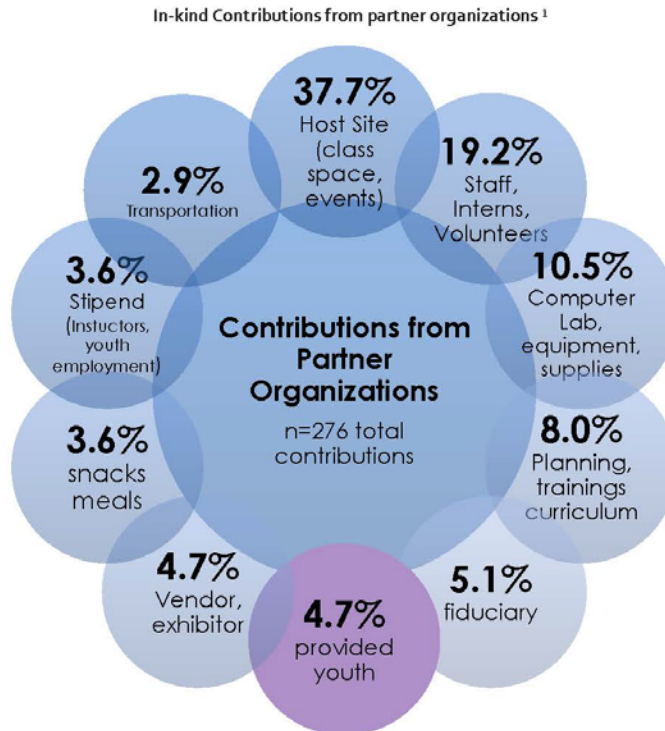 In-kind Contributions from partner organizations ¹
37.7%
Host Site
(class
space,
events)
19.2%
Staff,
Interns,
Volunteers
10.5%
Computer
Lab,
equipment,
supplies
8.0%
Planning,
trainings
curriculum
5.1%
fiduciary
4.7%
provided
youth
4.7%
Vendor,
exhibitor
3.6%
snacks
meals
3.6%
Stipend
(Instuctors,
youth
employment)
2.9%
Transportation
Contributions from
Partner
Organizations
n=276 total
contributions